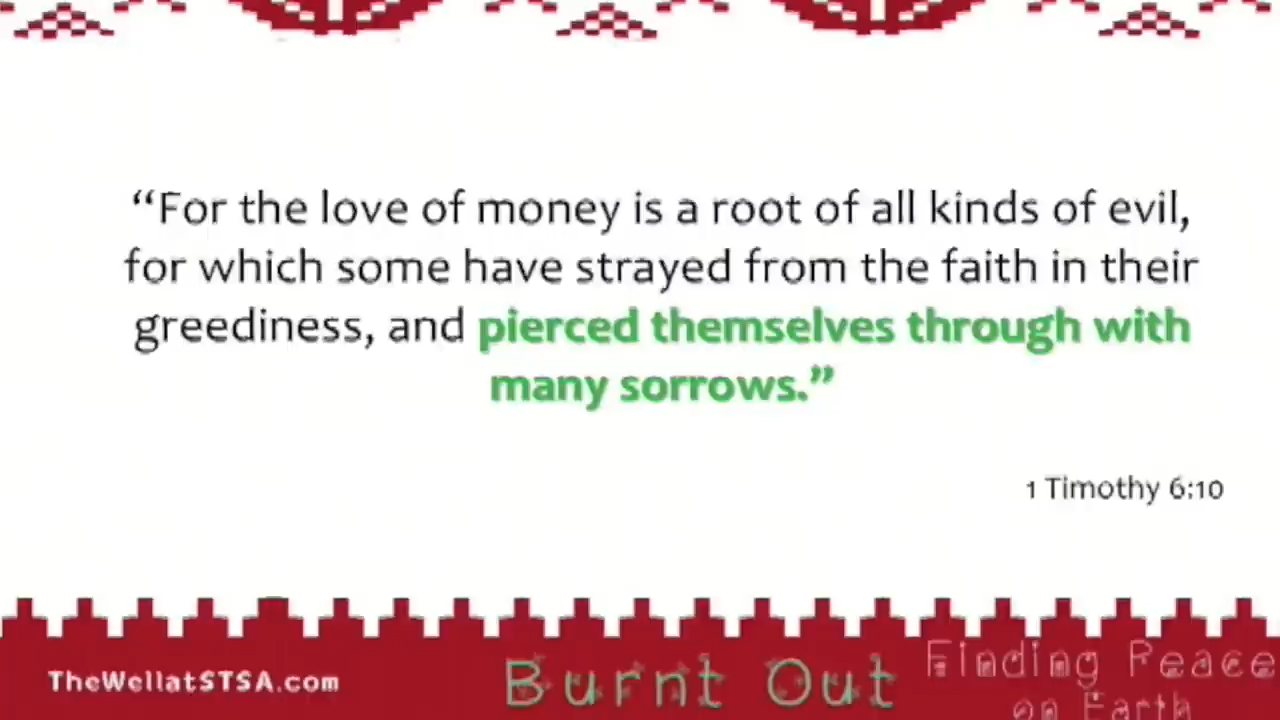 “For the love of money is a root of all kinds of evil,
for which some have strayed from the faith in their
greediness, and pierced themselves through with
many sorrows.”
1 Timothy 6:10
TheWellatSTSA.com
Burnt Out
Finding Peace
on Earth